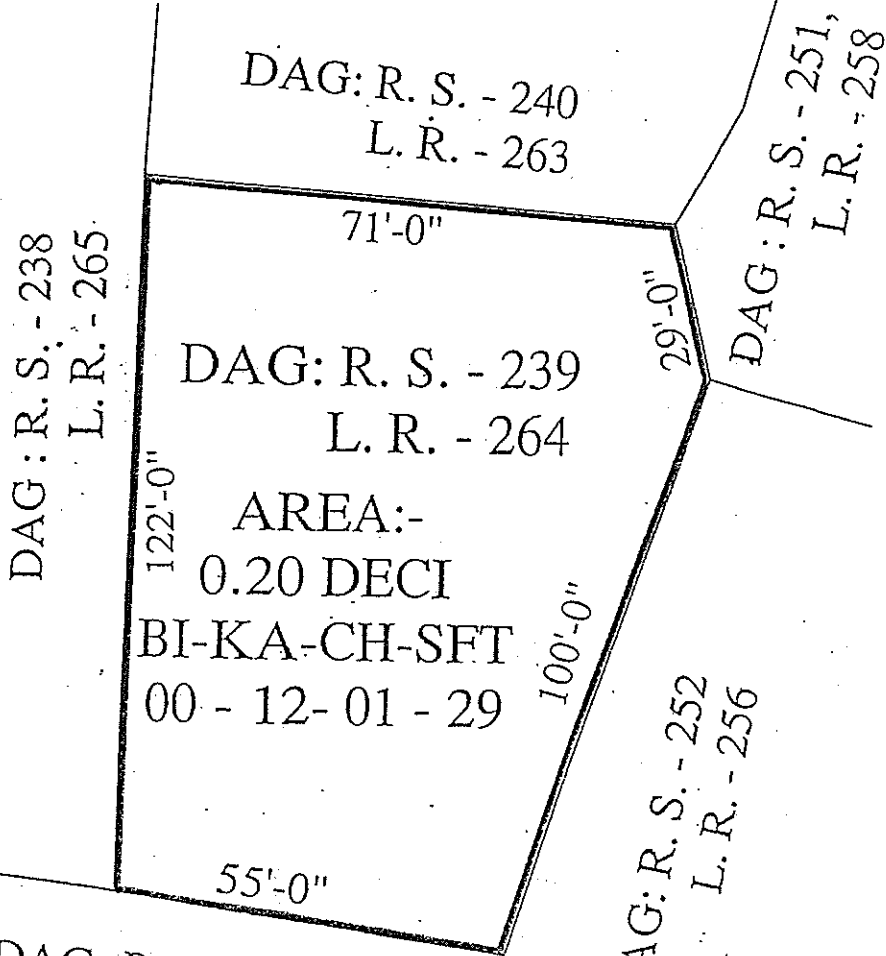 DAG: R. S. - 240
L. R. - 263
DAG : R. S. - 251,
L. R. - 258
71'-0"
DAG : R. S. - 238
L. R. - 265
29'-0"
DAG: R. S. - 239
L. R. - 264
122'-0"
AREA:-
0.20 DECI
BI-KA-CH-SFT
00 - 12- 01 - 29
100'-0"
AG: R. S. - 252
L. R. - 256
55'-0"